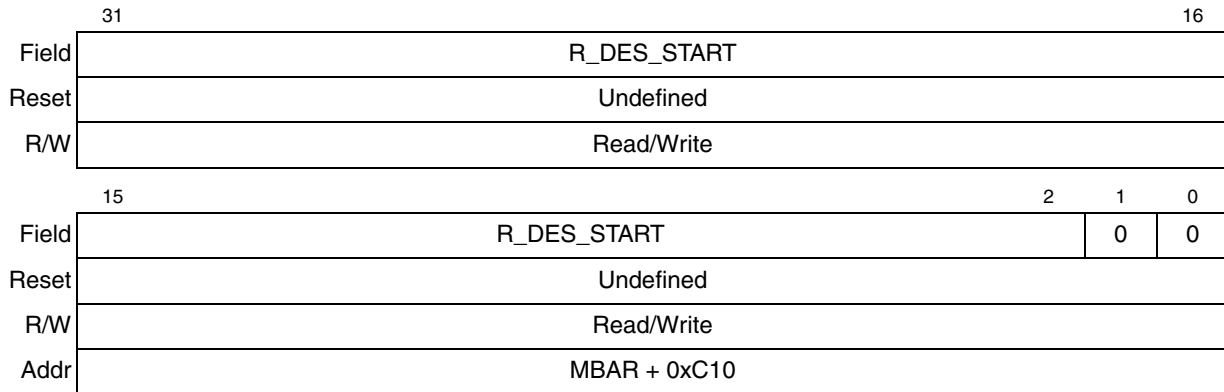 31 16
Field R_DES_START
Reset Undefined
R/W Read/Write
15 2 1 0
Field R_DES_START 0 0
Reset Undefined
R/W Read/Write
Addr MBAR + 0xC10